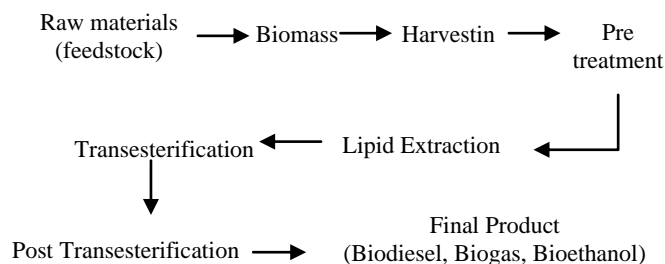 Raw materials
(feedstock)
Biomass
Harvestin
Pre
treatment
Lipid Extraction
Transesterification
Post Transesterification
Final Product
(Biodiesel, Biogas, Bioethanol)